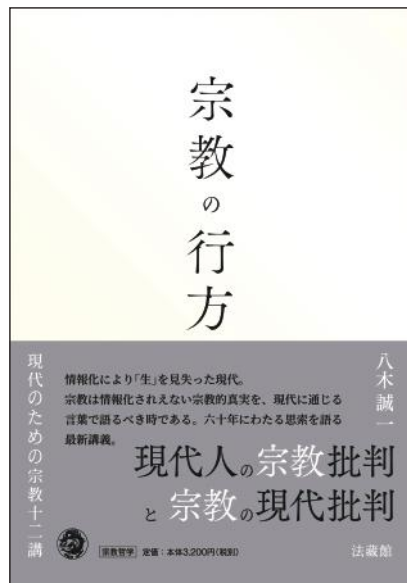 宗教の行方
八木誠一
現代のための宗教十二講
情報化により「生」を見失った現代。
宗教は情報化されえない宗教的真実を、現代に通じる
言葉で語るべき時である。六十年にわたる思索を語る
最新講義。
現代人の宗教批判
と宗教の現代批判
宗教哲学 定価：本体3,200円(税別)
法藏館